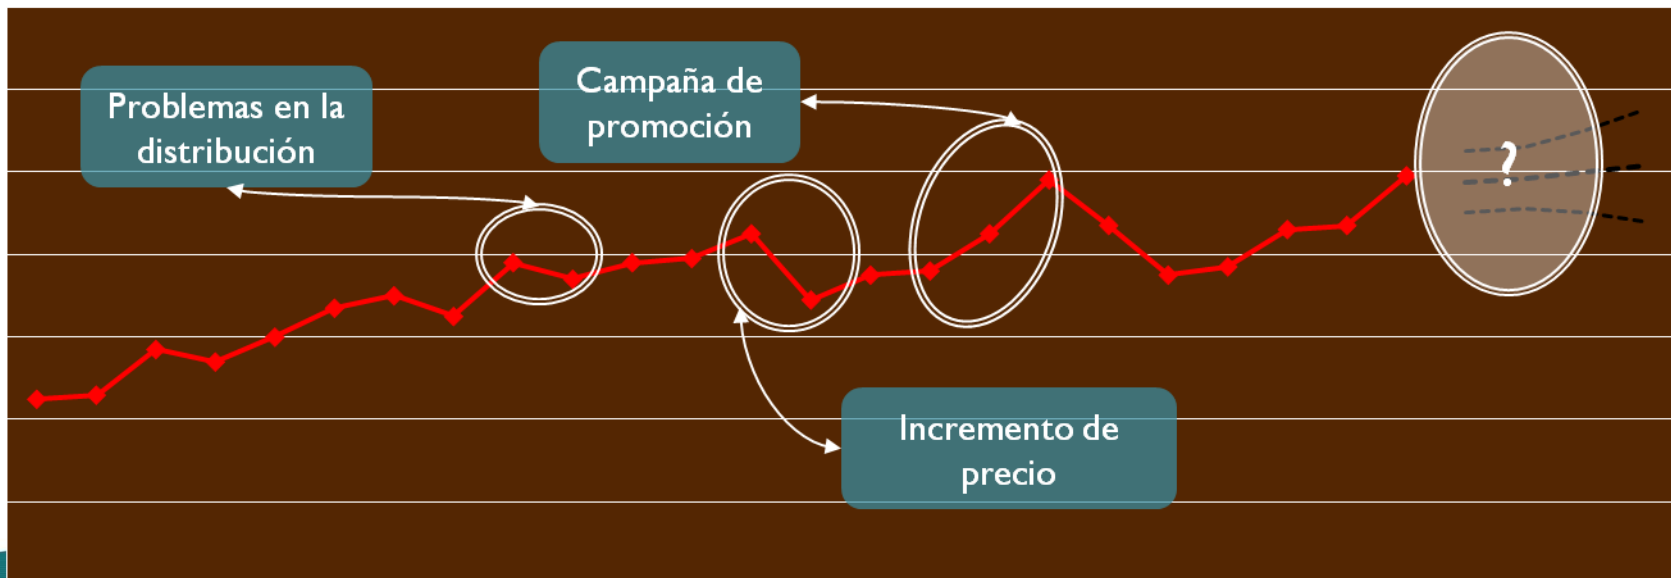 Problemas en la
distribución
Campaña de
promoción
?
Incremento de
precio